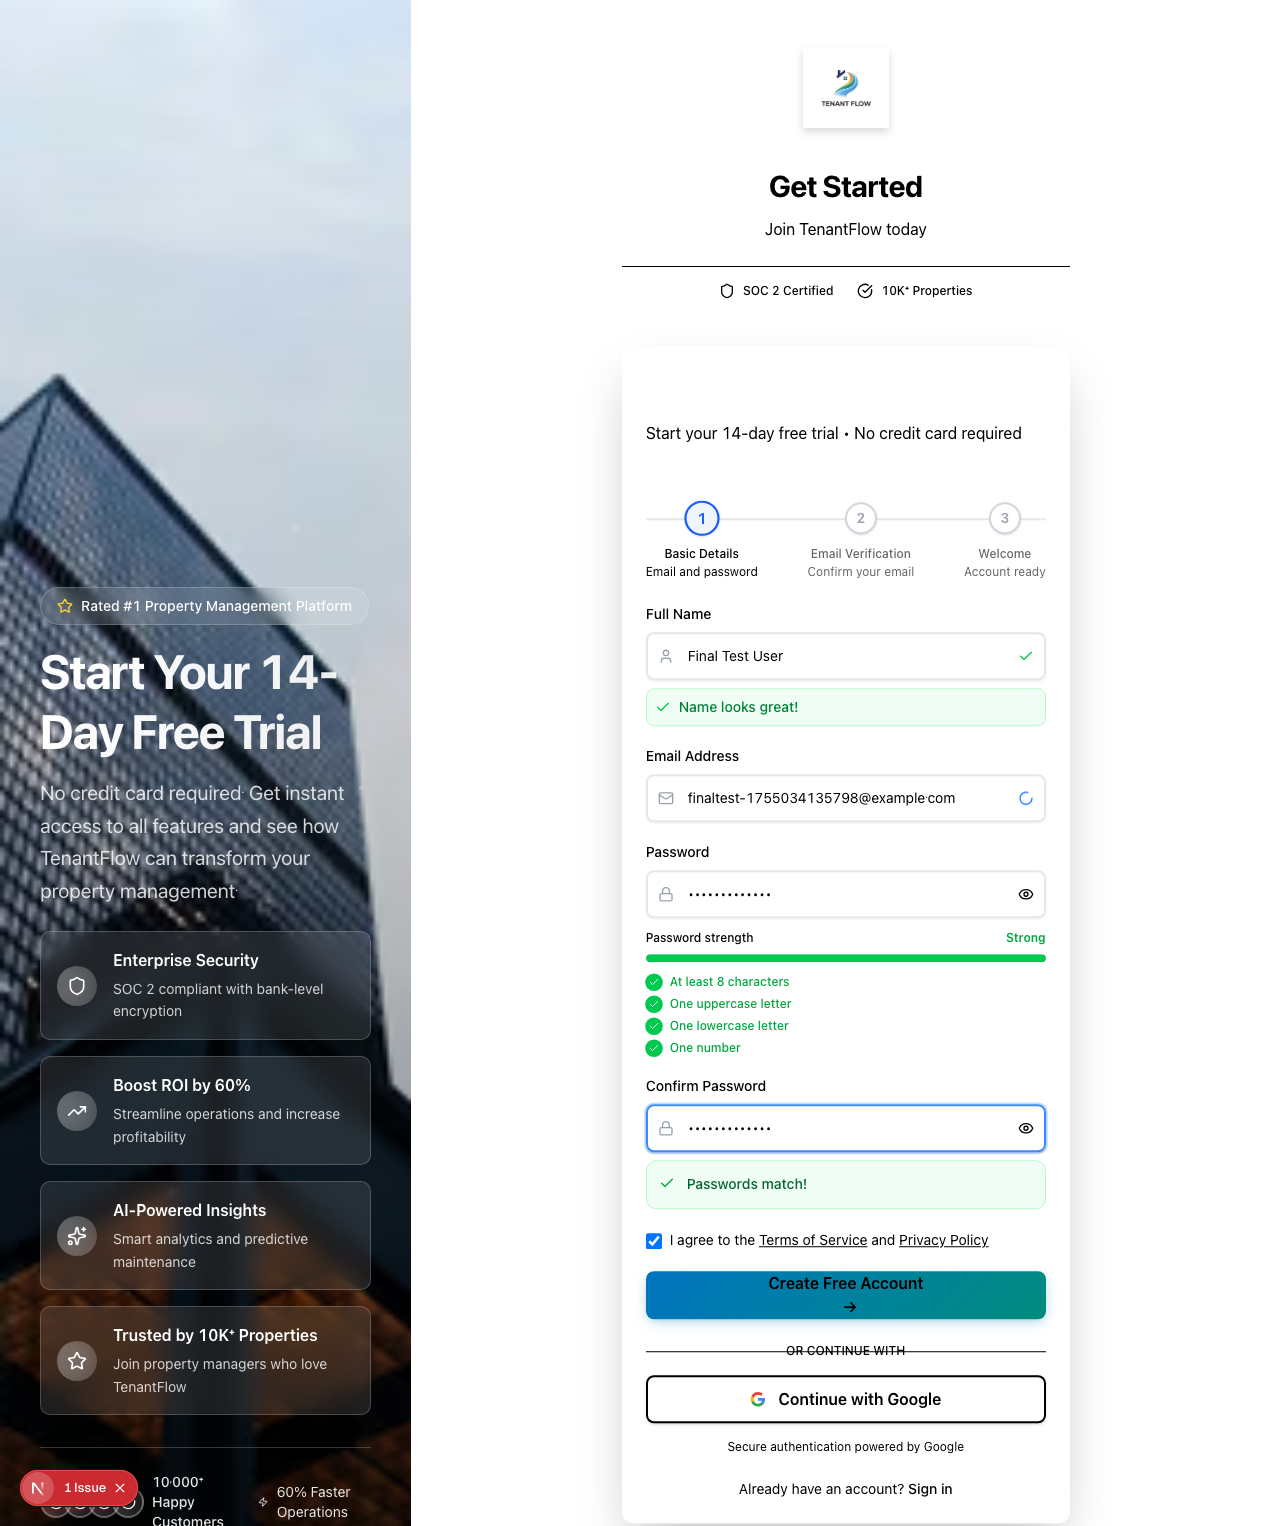 Rated #1 Property Management Platform
Start Your 14-
Day Free Trial
No credit card required· Get instant
access to all features and see how
TenantFlow can transform your
property management·
Enterprise Security
SOC 2 compliant with bank-level
encryption
Boost ROI by 60%
Streamline operations and increase
profitability
AI-Powered Insights
Smart analytics and predictive
maintenance
Trusted by 10K⁺ Properties
Join property managers who love
TenantFlow
10·000⁺
Happy
Customers
60% Faster
Operations
N
1 Issue
TENANT FLOW
Get Started
Join TenantFlow today
SOC 2 Certified
10K⁺ Properties
Start your 14-day free trial • No credit card required
1
2
3
Basic Details
Email Verification
Welcome
Email and password
Confirm your email
Account ready
Full Name
Final Test User
Name looks great!
Email Address
finaltest-1755034135798@example·com
Password
•••••••••••••
Password strength
Strong
At least 8 characters
One uppercase letter
One lowercase letter
One number
Confirm Password
•••••••••••••
Passwords match!
I agree to the Terms of Service and Privacy Policy
Create Free Account
→
OR CONTINUE WITH
Continue with Google
Secure authentication powered by Google
Already have an account? Sign in